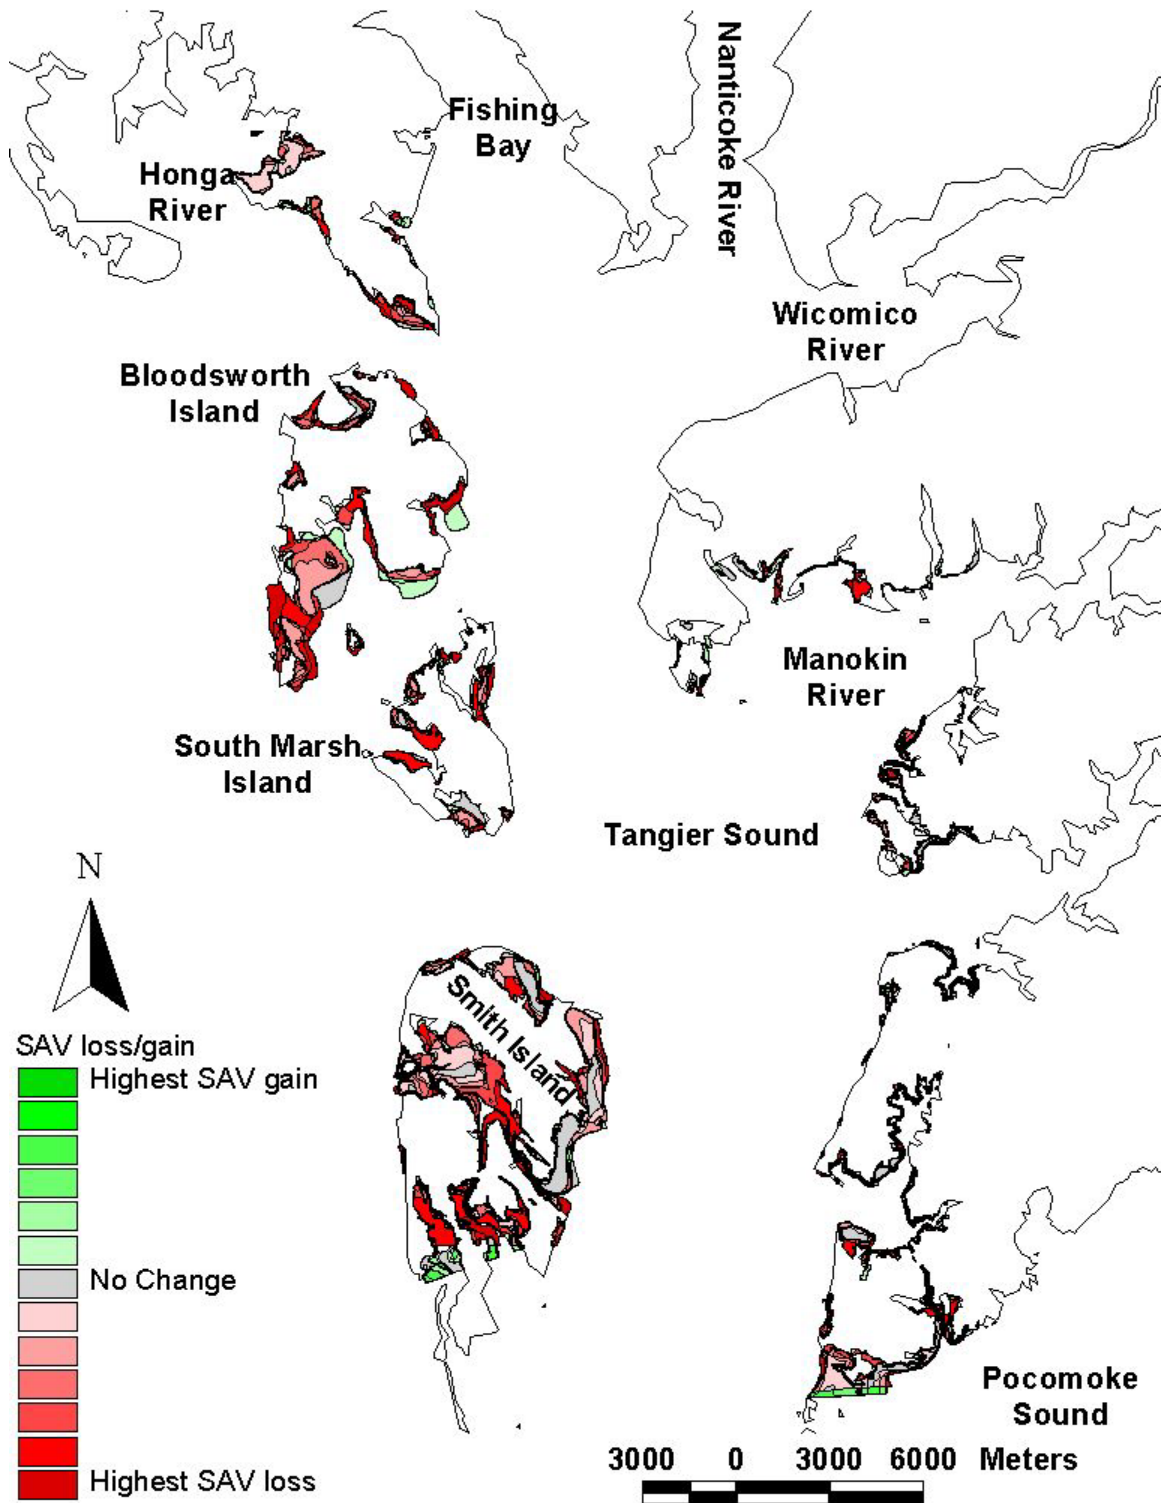 Nanticoke River
Fishing
Bay
Honga
River
Wicomico
River
Bloodsworth
Island
Manokin
River
South Marsh
Island
Tangier Sound
N
Smith Island
SAV loss/gain
Highest SAV gain
No Change
Highest SAV loss
Pocomoke
Sound
3000 0 3000 6000 Meters